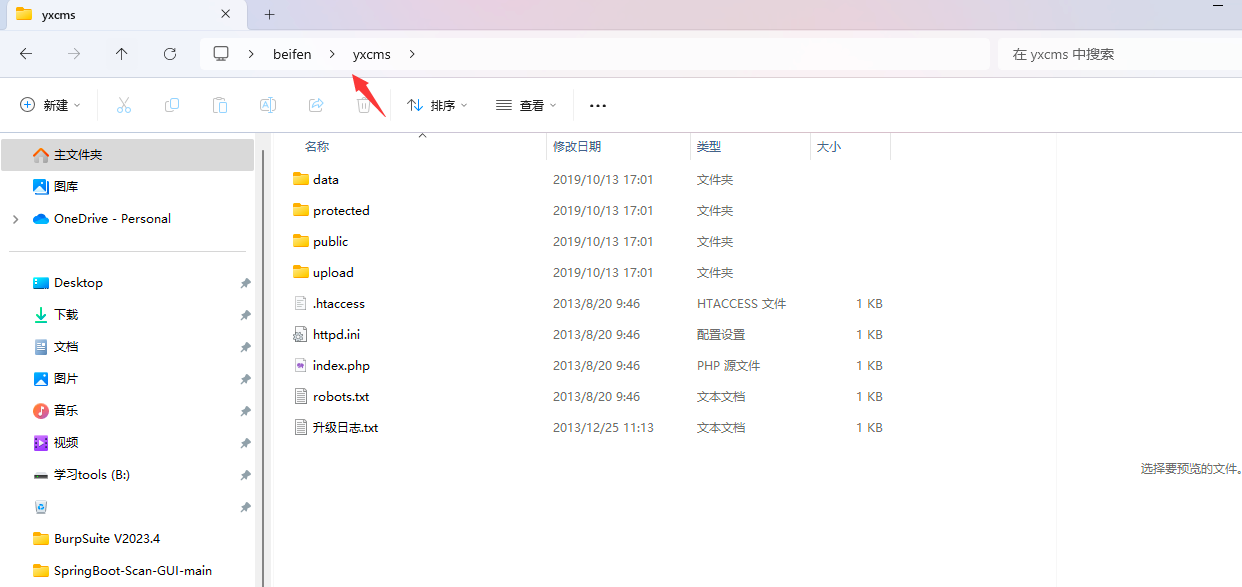 yxcms
beifen yxcms 在 yxcms 中搜索
新建 排序 查看
名称 修改日期 类型 大小
主文件夹
图库
OneDrive - Personal
Desktop
下载
文档
图片
音乐
视频
学习tools (B:)
BurpSuite V2023.4
SpringBoot-Scan-GUI-main
data 2019/10/13 17:01 文件夹
protected 2019/10/13 17:01 文件夹
public 2019/10/13 17:01 文件夹
upload 2019/10/13 17:01 文件夹
.htaccess 2013/8/20 9:46 HTACCESS 文件 1 KB
httpd.ini 2013/8/20 9:46 配置设置 1 KB
index.php 2013/8/20 9:46 PHP 源文件 1 KB
robots.txt 2013/8/20 9:46 文本文档 1 KB
升级日志.txt 2013/12/25 11:13 文本文档 1 KB
选择要预览的文件。